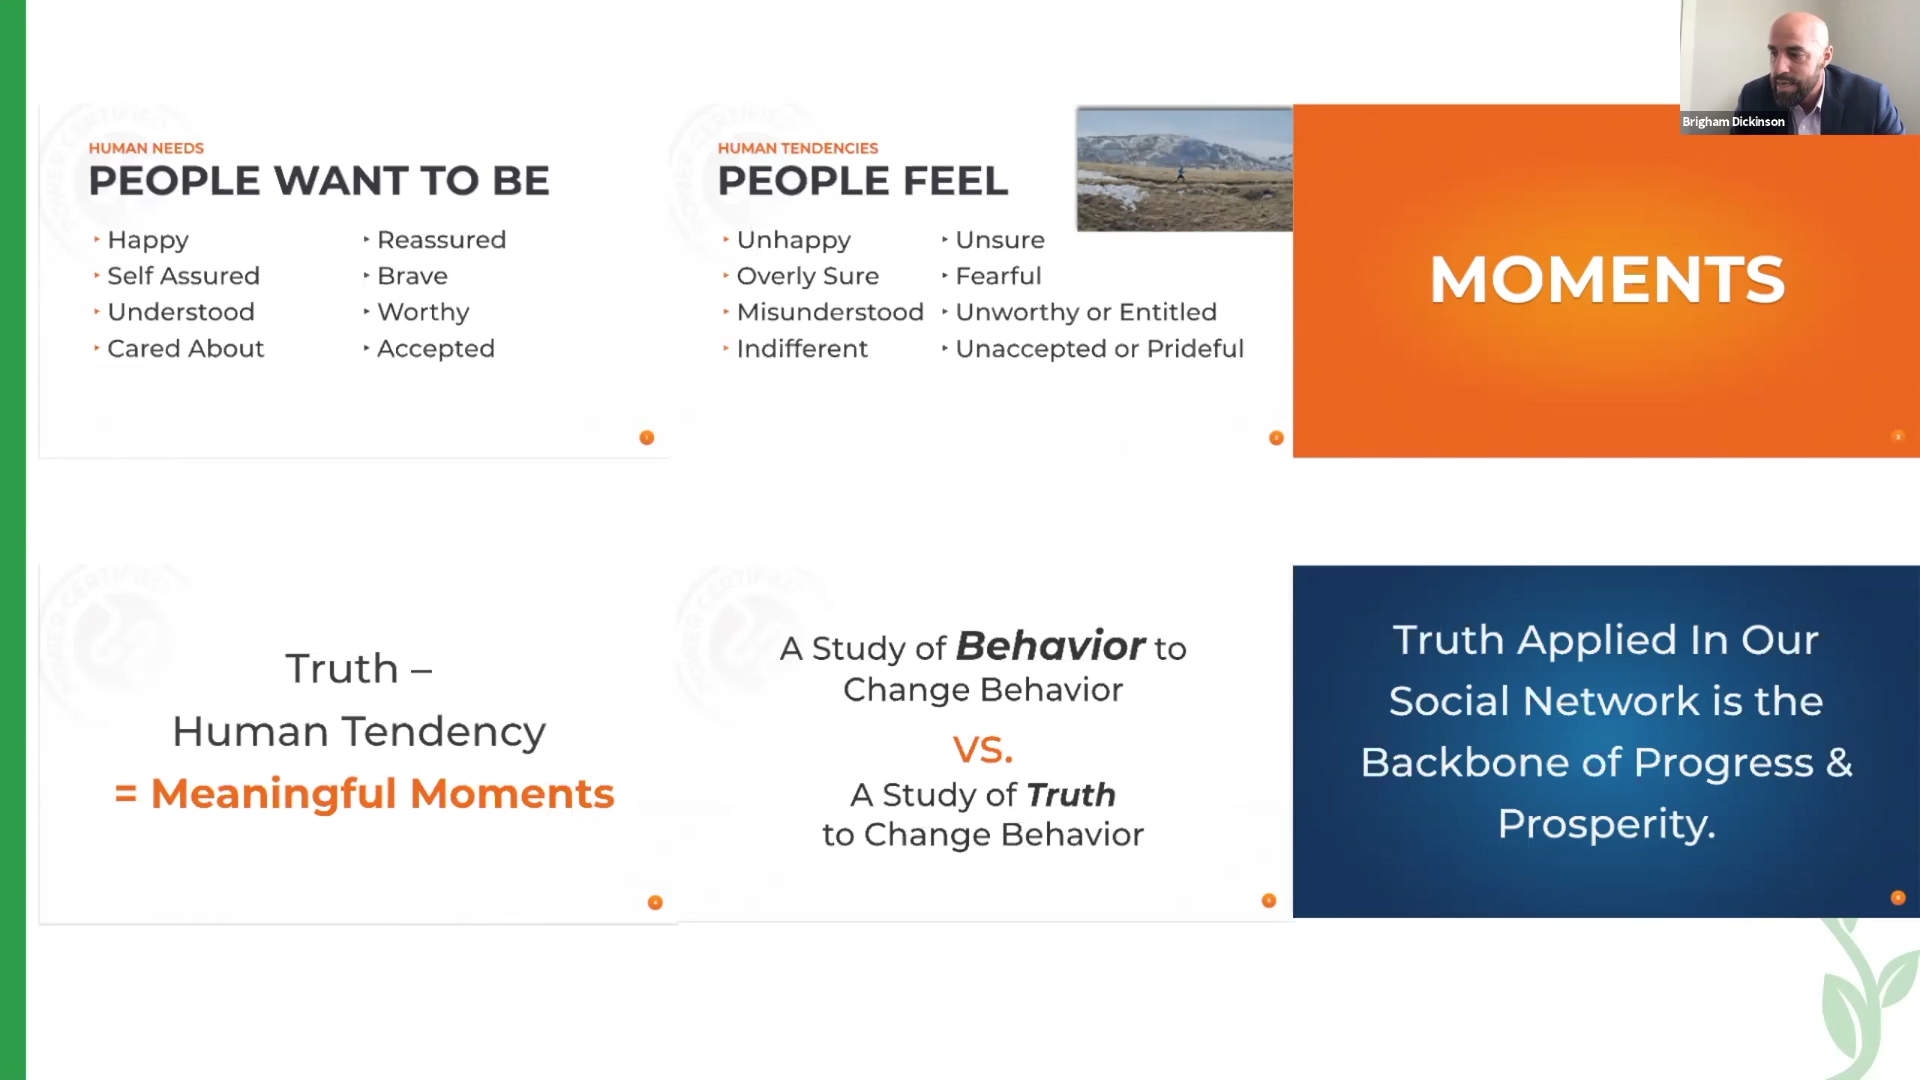 Brigham Dickinson
HUMAN NEEDS
PEOPLE WANT TO BE
‣ Happy
‣ Self Assured
‣ Understood
‣ Cared About
‣ Reassured
‣ Brave
‣ Worthy
‣ Accepted
HUMAN TENDENCIES
PEOPLE FEEL
‣ Unhappy
‣ Overly Sure
‣ Misunderstood
‣ Indifferent
‣ Unsure
‣ Fearful
‣ Unworthy or Entitled
‣ Unaccepted or Prideful
MOMENTS
Truth –
Human Tendency
= Meaningful Moments
A Study of Behavior to
Change Behavior
VS.
A Study of Truth
to Change Behavior
Truth Applied In Our
Social Network is the
Backbone of Progress &
Prosperity.